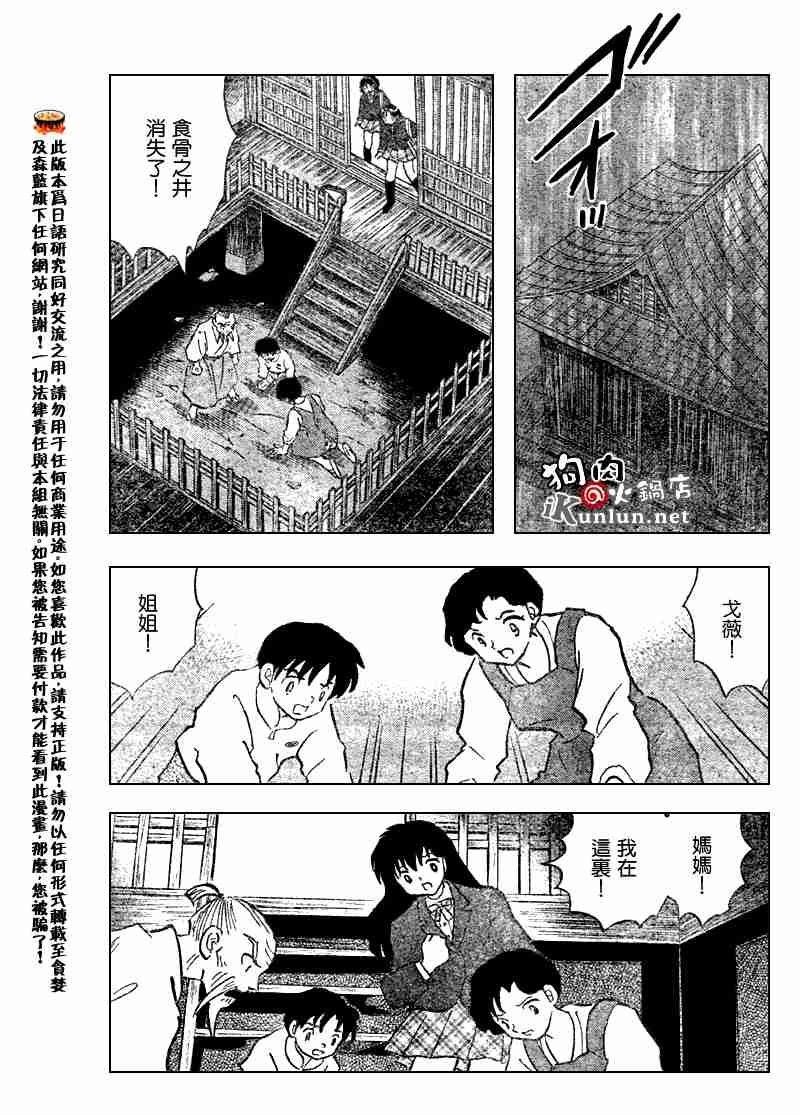 ゴゴ
食骨之井
消失了！
狗肉
@火鍋店
iKunlun.net
戈薇！
姐姐！
媽媽！
我在
這裏！
此版本爲日語研究同好交流之用，請勿用于任何商業用途。如您喜歡此作品，請支持正版！請勿以任何形式轉載至貪婪
及森藍旗下任何網站，謝謝！一切法律責任與本組無關。如果您被告知需要付款才能看到此漫畫，那麼，您被騙了！